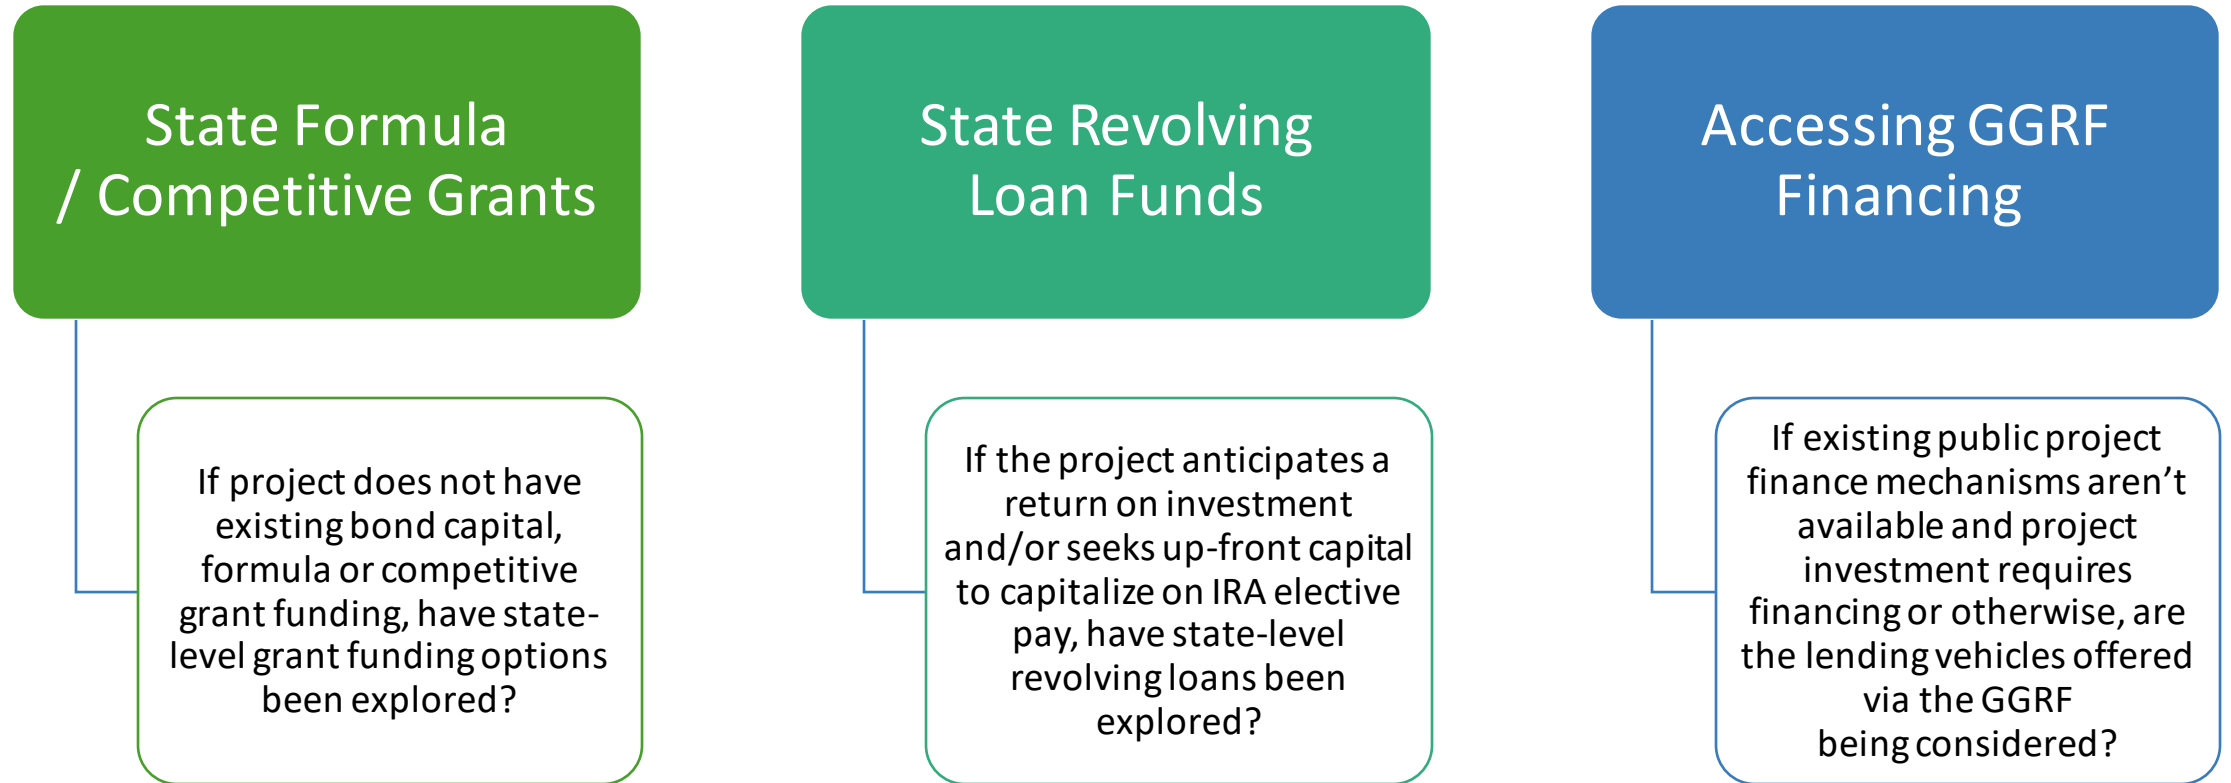 State Formula
/ Competitive Grants
If project does not have
existing bond capital,
formula or competitive
grant funding, have state-
level grant funding options
been explored?
State Revolving
Loan Funds
If the project anticipates a
return on investment
and/or seeks up-front capital
to capitalize on IRA elective
pay, have state-level
revolving loans been
explored?
Accessing GGRF
Financing
If existing public project
finance mechanisms aren’t
available and project
investment requires
financing or otherwise, are
the lending vehicles offered
via the GGRF
being considered?